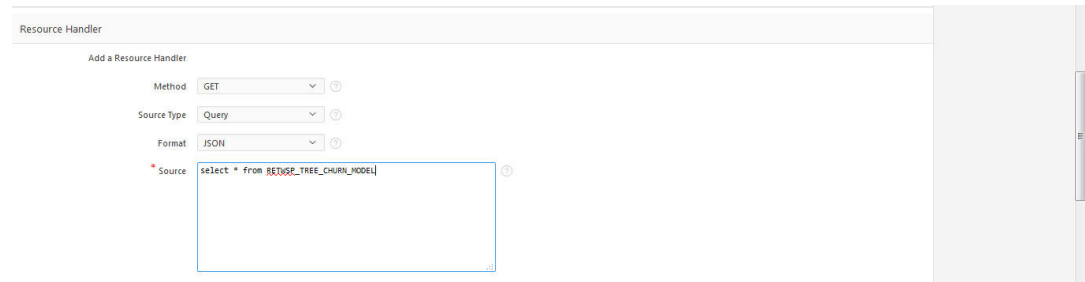 Resource Handler
Add a Resource Handler
Method GET
Source Type Query
Format JSON
* Source select * from RETWSP_TREE_CHURN_MODEL